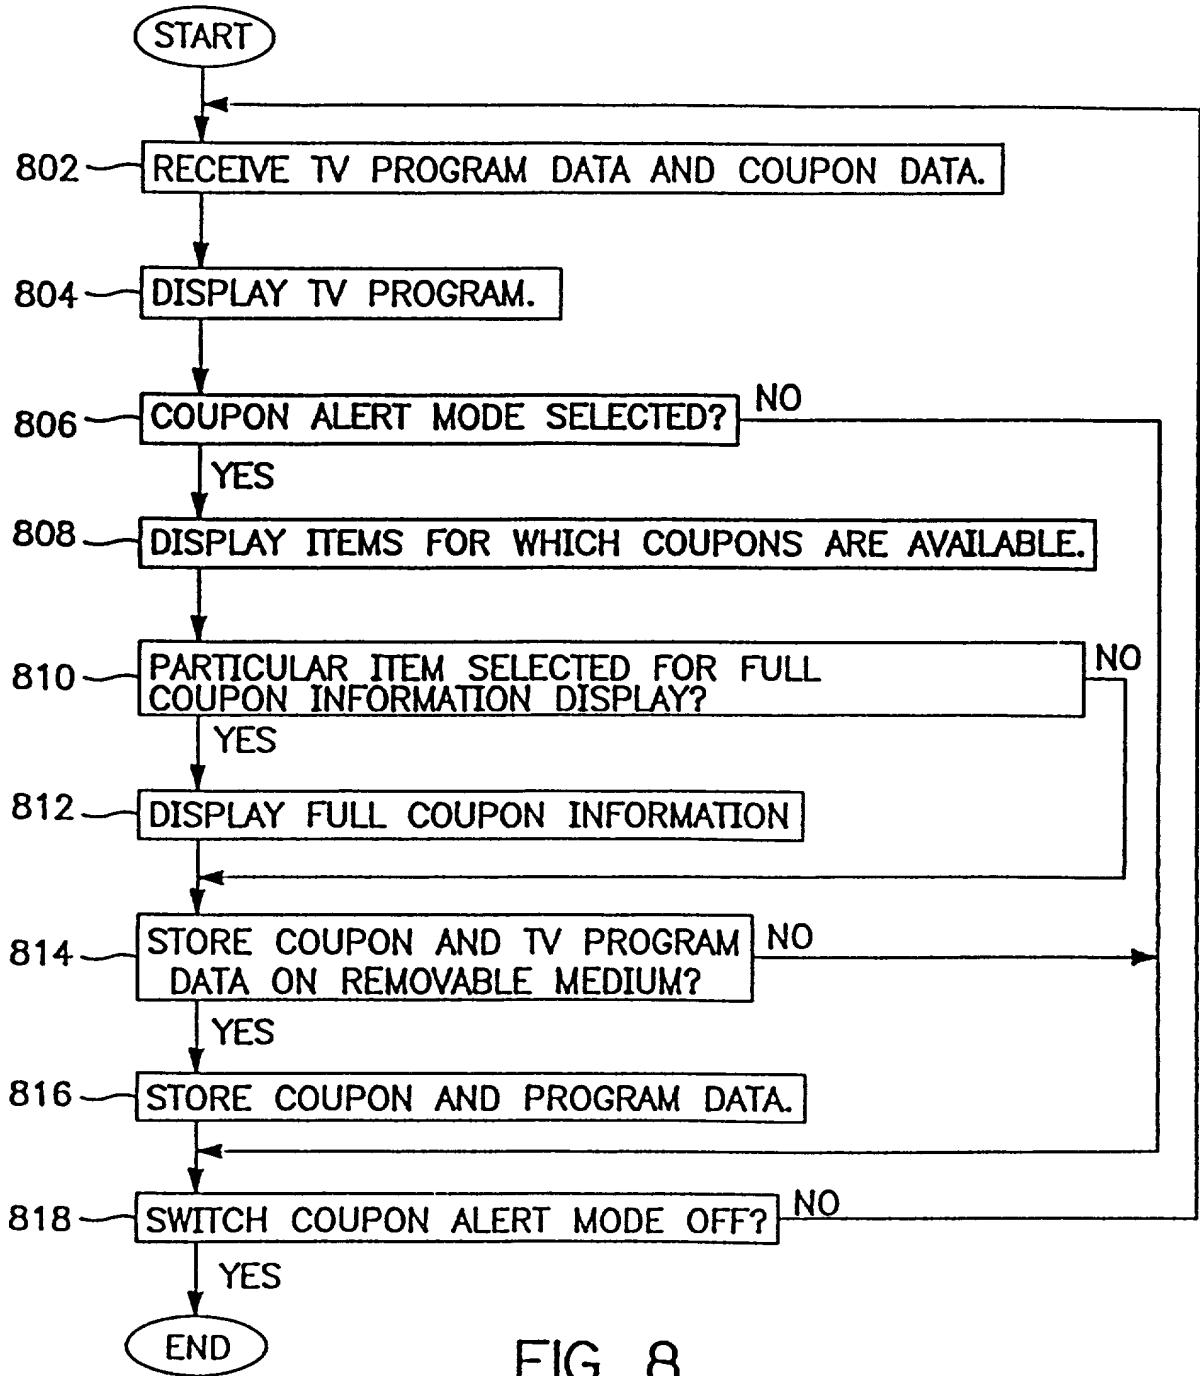 START
802
RECEIVE TV PROGRAM DATA AND COUPON DATA.
804
DISPLAY TV PROGRAM.
806
COUPON ALERT MODE SELECTED?
NO
YES
808
DISPLAY ITEMS FOR WHICH COUPONS ARE AVAILABLE.
810
PARTICULAR ITEM SELECTED FOR FULL
COUPON INFORMATION DISPLAY?
NO
YES
812
DISPLAY FULL COUPON INFORMATION
814
STORE COUPON AND TV PROGRAM
DATA ON REMOVABLE MEDIUM?
NO
YES
816
STORE COUPON AND PROGRAM DATA.
818
SWITCH COUPON ALERT MODE OFF?
NO
YES
END
FIG. 8